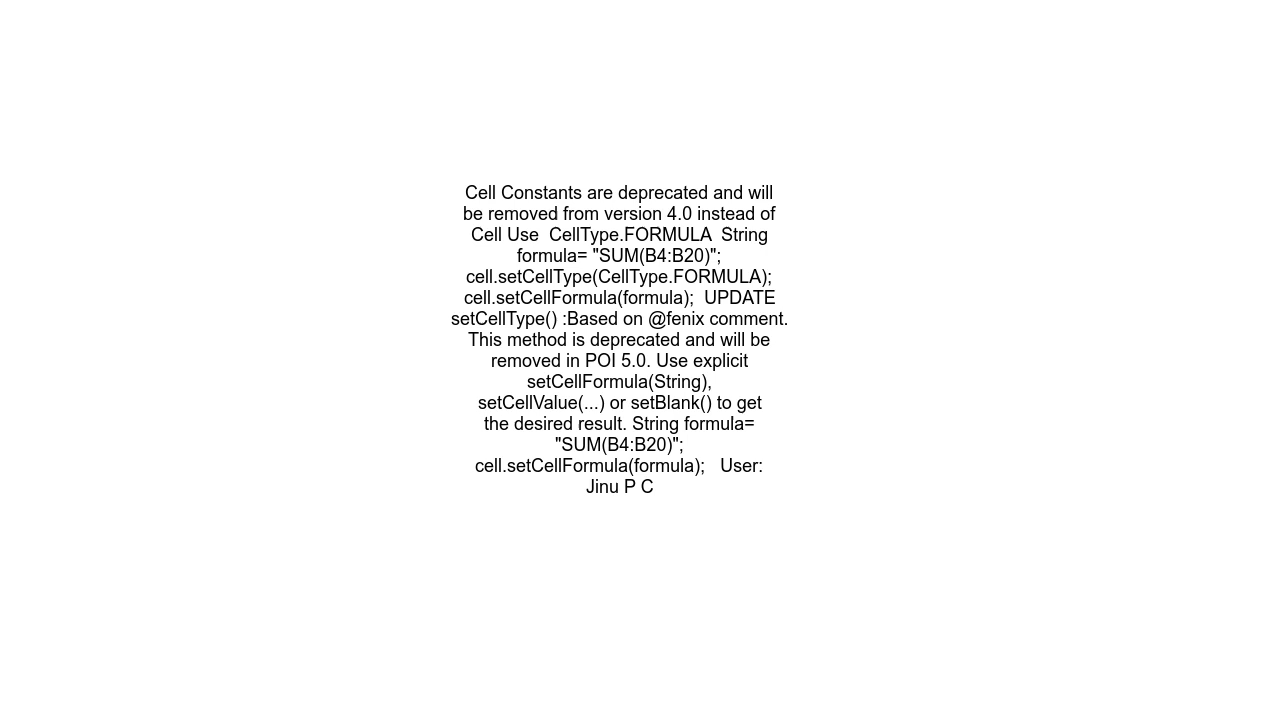 Cell Constants are deprecated and will
be removed from version 4.0 instead of
Cell Use  CellType.FORMULA  String
formula= "SUM(B4:B20)";
cell.setCellType(CellType.FORMULA);
cell.setCellFormula(formula);  UPDATE
setCellType() :Based on @fenix comment.
This method is deprecated and will be
removed in POI 5.0. Use explicit
setCellFormula(String),
setCellValue(...) or setBlank() to get
the desired result. String formula=
"SUM(B4:B20)";
cell.setCellFormula(formula);   User:
Jinu P C